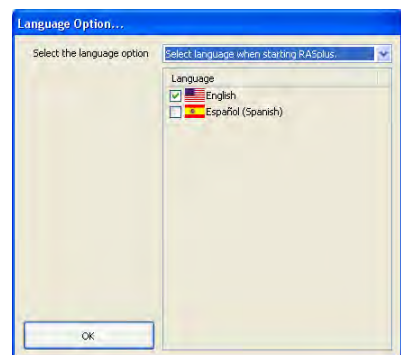 Language Option...
Select the language option
Select language when starting RASplus.
Language
English
Español (Spanish)
OK